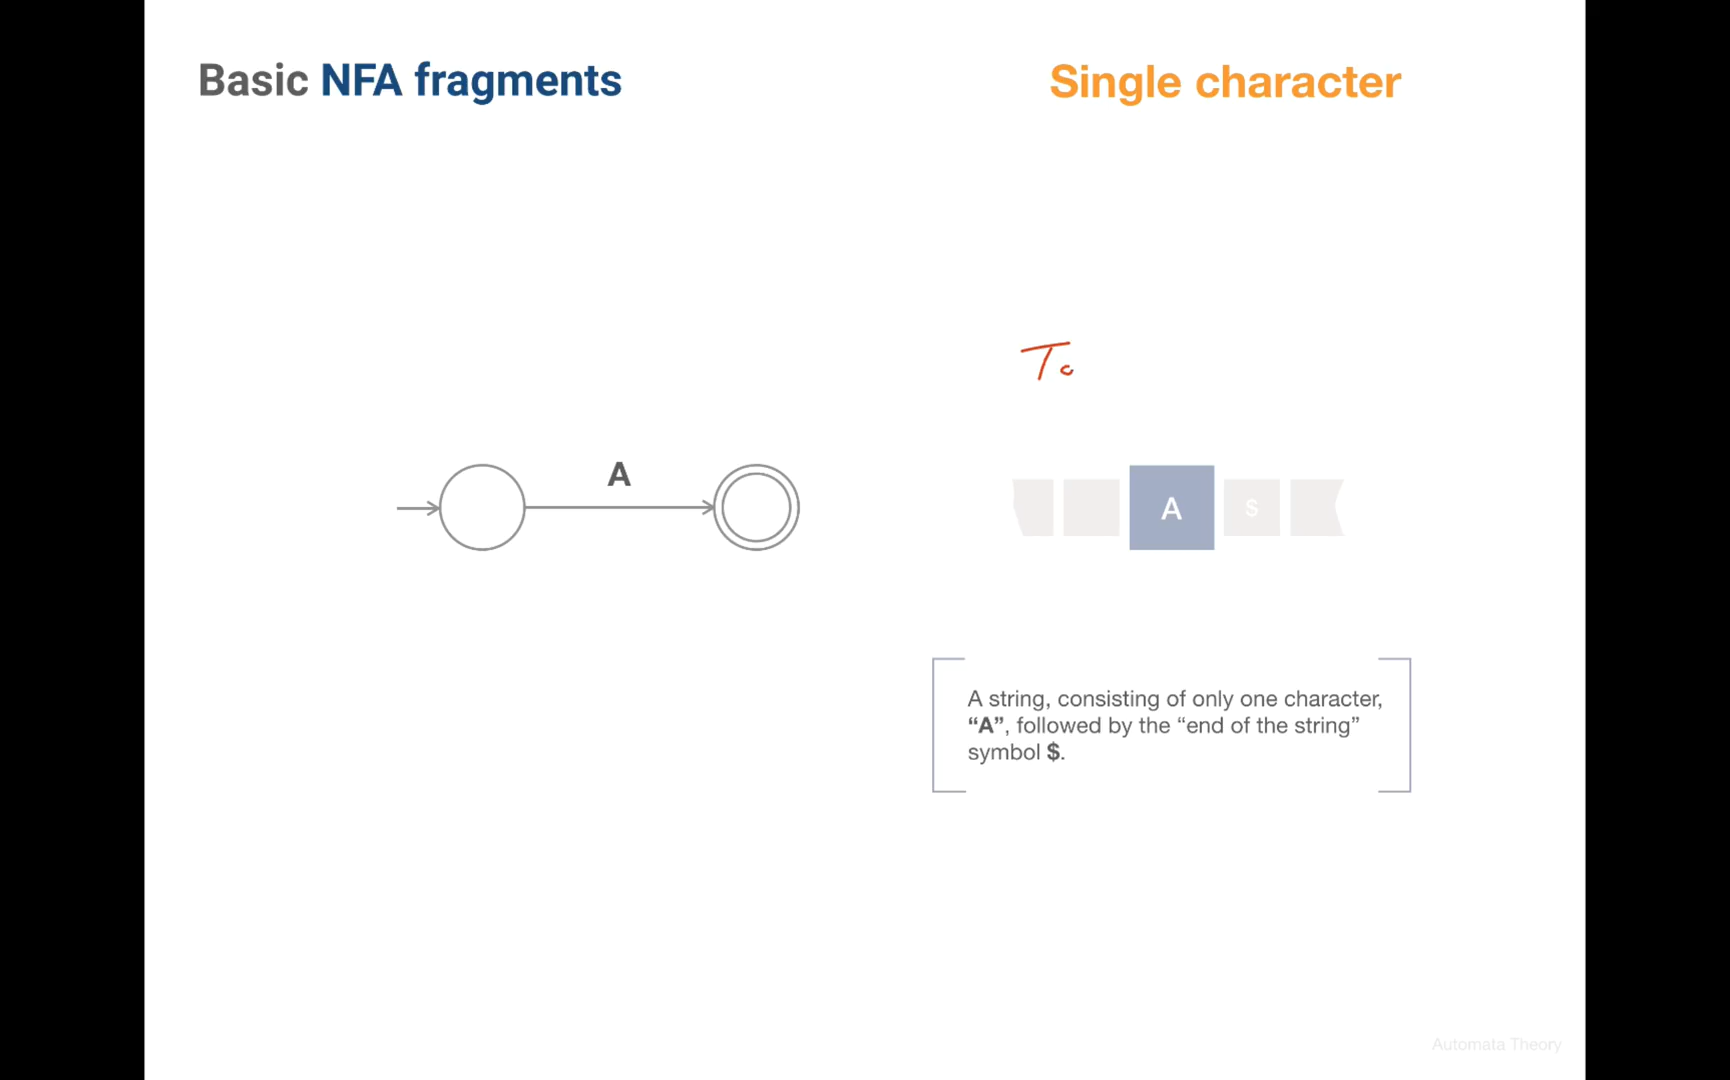 Basic NFA fragments
Single character
A
A
$
A string, consisting of only one character,
“A”, followed by the “end of the string”
symbol $.
Automata Theory